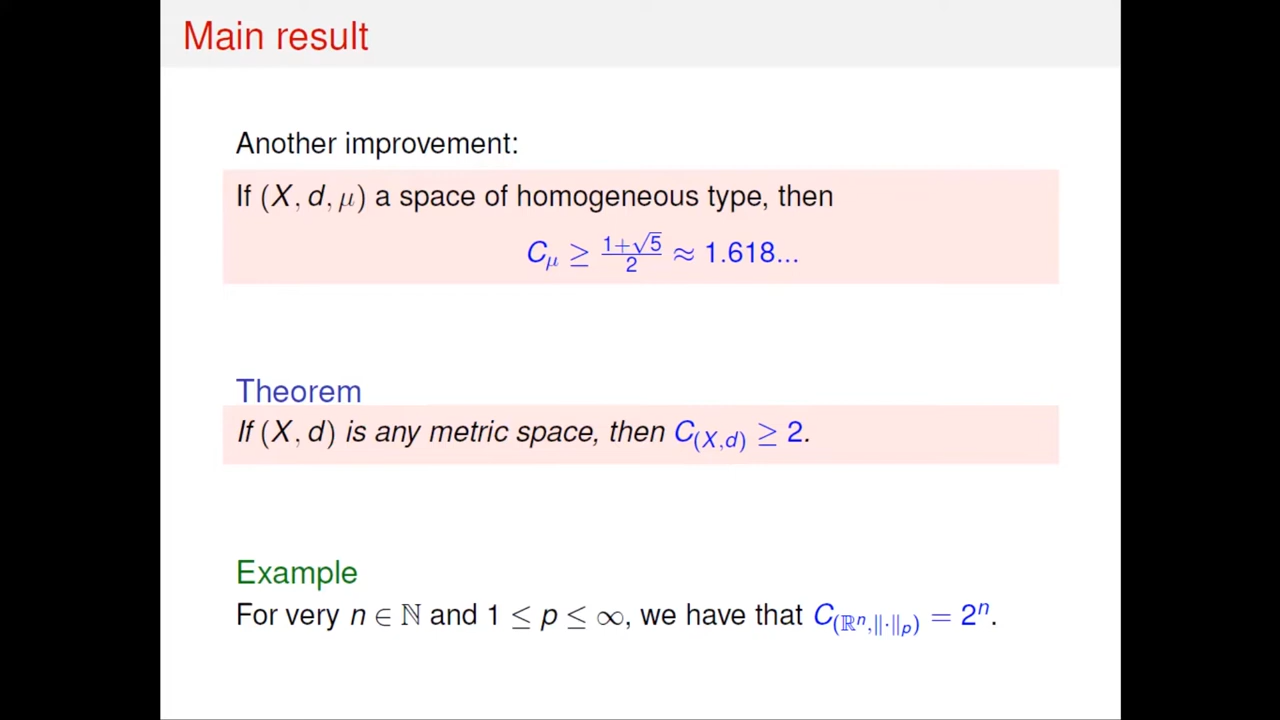 Main result
Another improvement:
If (X, d, μ) a space of homogeneous type, then
C_μ ≥ \frac{1+√5}{2} ≈ 1.618...
Theorem
If (X, d) is any metric space, then C_{(X,d)} ≥ 2.
Example
For very n ∈ ℕ and 1 ≤ p ≤ ∞, we have that C_{(ℝ^n,‖·‖_p)} = 2^n.